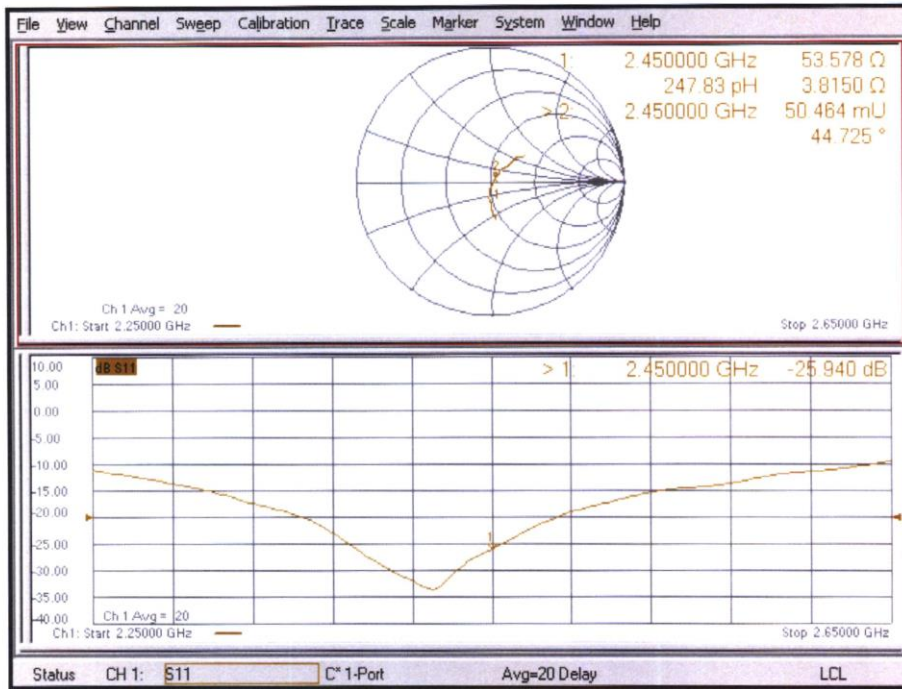 File View Channel Sweep Calibration Trace Scale Marker System Window Help
1: 2.450000 GHz 53.578 Ω
247.83 pH 3.8150 Ω
> 2: 2.450000 GHz 50.464 mU
44.725 °
Ch 1 Avg = 20
Ch1: Start 2.25000 GHz Stop 2.65000 GHz
10.00 dB S11 > 1: 2.450000 GHz -25.940 dB
5.00
0.00
-5.00
-10.00
-15.00
-20.00
-25.00 1
-30.00
-35.00
-40.00 Ch 1 Avg = 20
Ch1: Start 2.25000 GHz Stop 2.65000 GHz
Status CH 1: S11 C* 1-Port Avg=20 Delay LCL